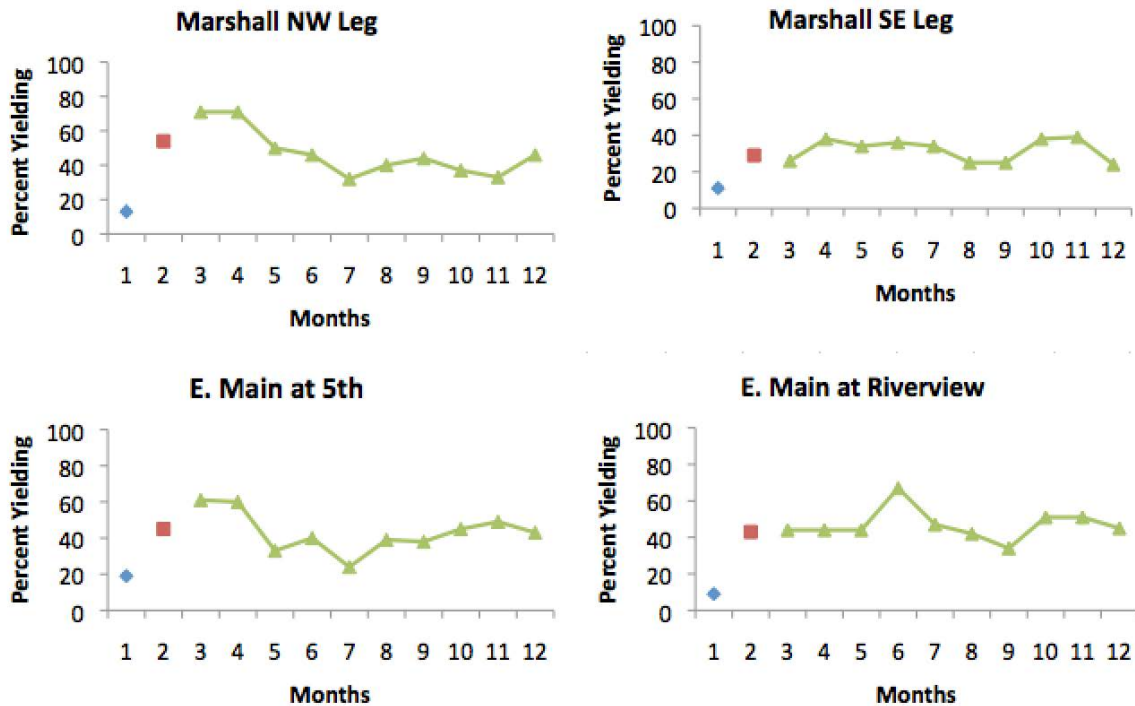 Marshall NW Leg
Percent Yielding
100
80
60
40
20
0
1 2 3 4 5 6 7 8 9 10 11 12
Months
Marshall SE Leg
Percent Yielding
100
80
60
40
20
0
1 2 3 4 5 6 7 8 9 10 11 12
Months
E. Main at 5th
Percent Yielding
100
80
60
40
20
0
1 2 3 4 5 6 7 8 9 10 11 12
Months
E. Main at Riverview
Percent Yielding
100
80
60
40
20
0
1 2 3 4 5 6 7 8 9 10 11 12
Months